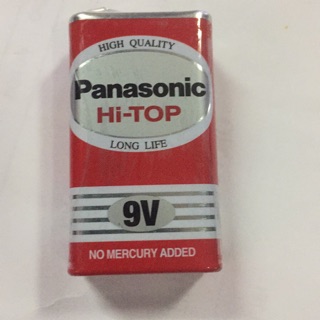 HIGH QUALITY
Panasonic
Hi-TOP
LONG LIFE
9V
NO MERCURY ADDED